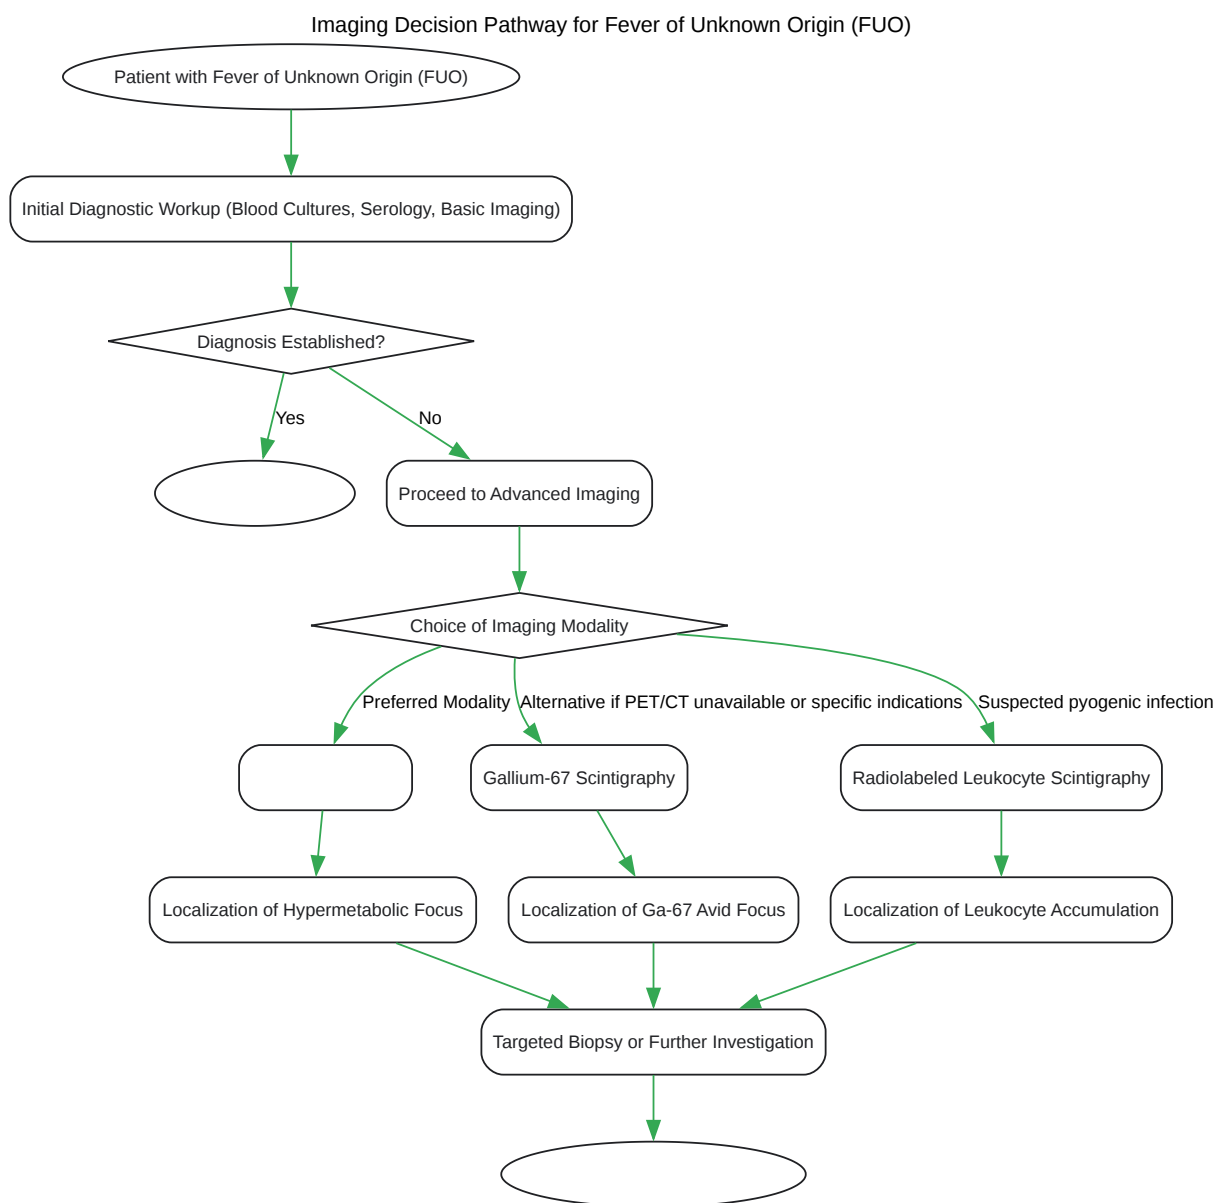 Imaging Decision Pathway for Fever of Unknown Origin (FUO)
Patient with Fever of Unknown Origin (FUO)
Initial Diagnostic Workup (Blood Cultures, Serology, Basic Imaging)
Diagnosis Established?
Yes
No
Proceed to Advanced Imaging
Choice of Imaging Modality
Preferred Modality
Alternative if PET/CT unavailable or specific indications
Suspected pyogenic infection
Gallium-67 Scintigraphy
Radiolabeled Leukocyte Scintigraphy
Localization of Hypermetabolic Focus
Localization of Ga-67 Avid Focus
Localization of Leukocyte Accumulation
Targeted Biopsy or Further Investigation